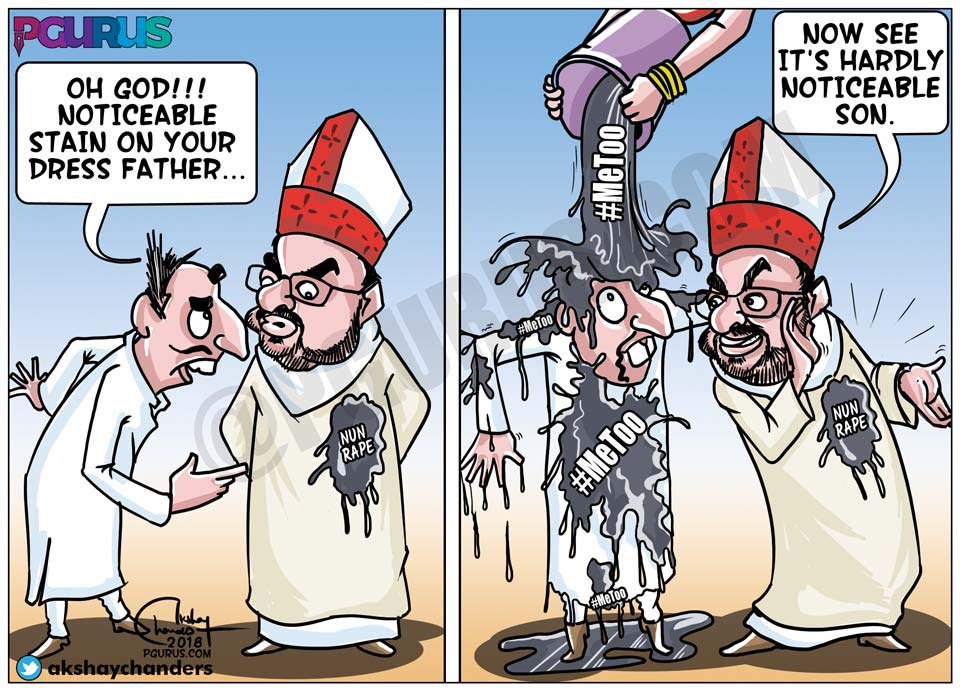 PGURUS
OH GOD!!!
NOTICEABLE
STAIN ON YOUR
DRESS FATHER...
NUN
RAPE
2018
PGURUS.COM
akshaychanders
NOW SEE
IT'S HARDLY
NOTICEABLE
SON.
#MeToo
#MeToo
#MeToo
#MeToo
NUN
RAPE